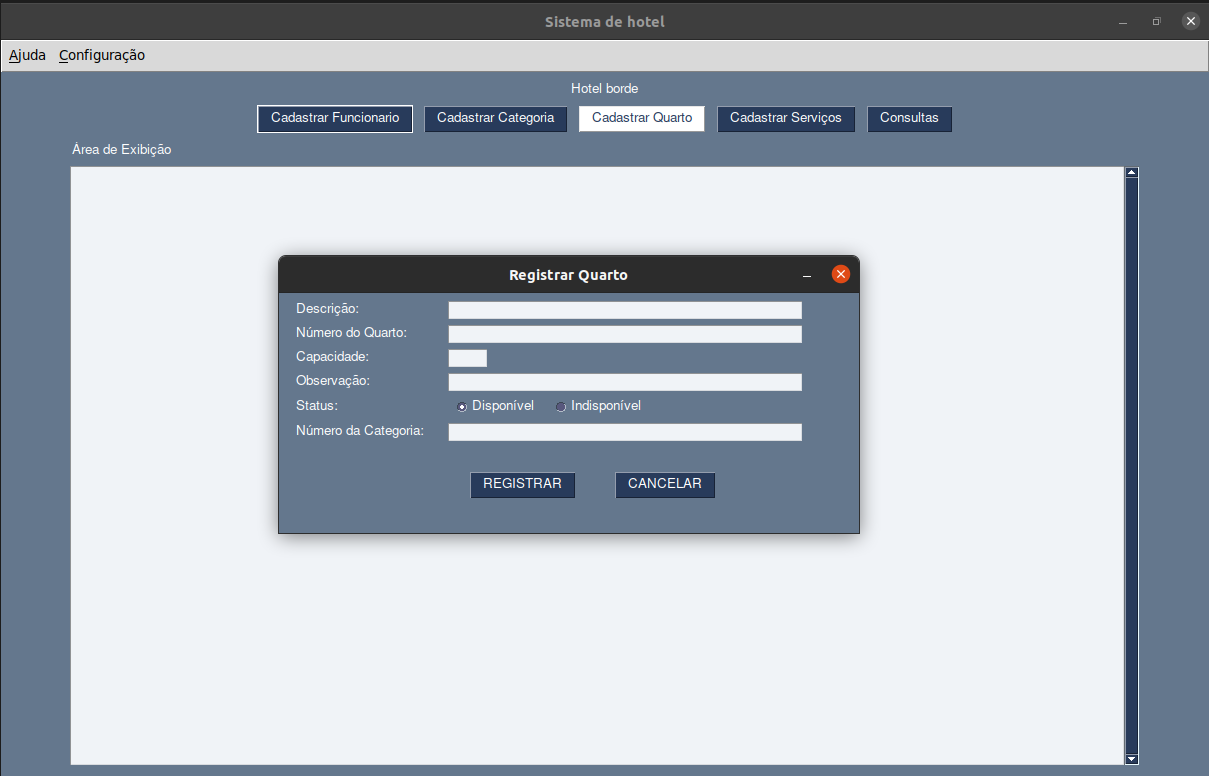 Sistema de hotel
Ajuda Configuração
Hotel borde
Cadastrar Funcionario Cadastrar Categoria Cadastrar Quarto Cadastrar Serviços Consultas
Área de Exibição
Registrar Quarto
Descrição:
Número do Quarto:
Capacidade:
Observação:
Status: Disponível Indisponível
Número da Categoria:
REGISTRAR CANCELAR